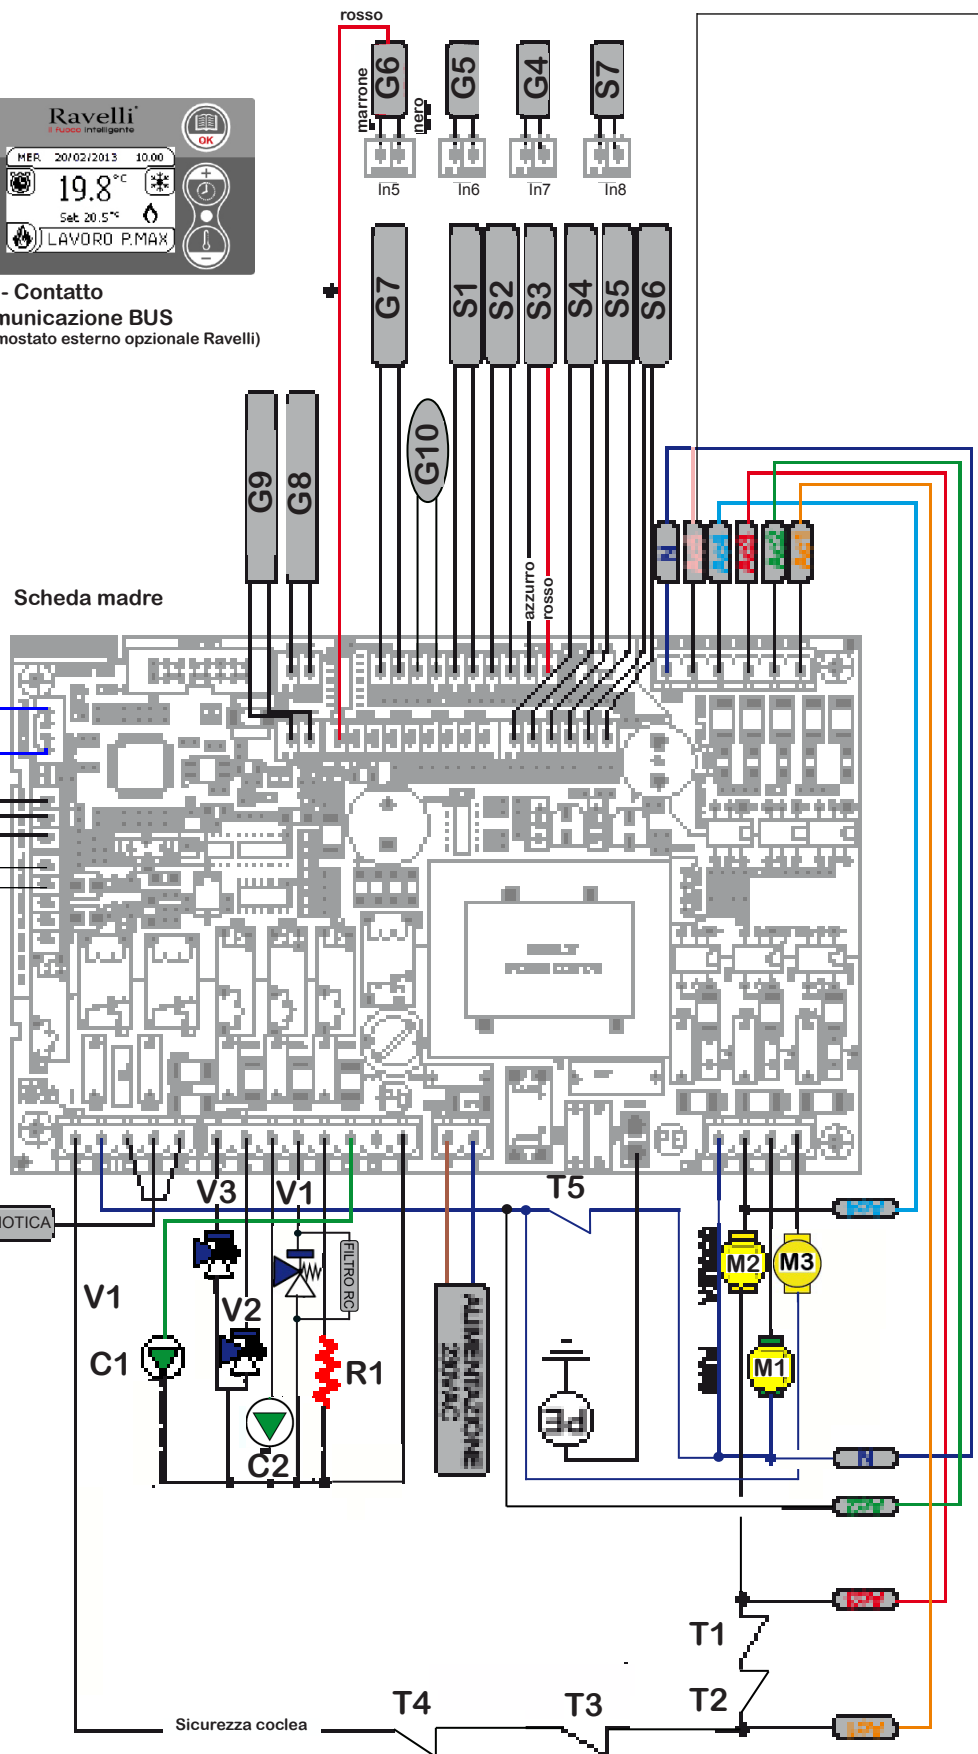 rosso
G6
G5
G4
S7
marrone
nero
In5
In6
In7
In8
Ravelli
il fuoco intelligente
OK
MER 20/02/2013 10.00
19.8°C
Set 20.5°C
LAVORO P.MAX
- Contatto
municazione BUS
mostato esterno opzionale Ravelli)
G7
S1
S2
S3
S4
S5
S6
G10
G9
G8
azzurro
rosso
N
Scheda madre
V3
V1
T5
IOTICA
FILTRO RC
M2
M3
V1
V2
C1
R1
M1
ALIMENTAZIONE
230VAC
PE
C2
N
T1
T2
T4
T3
Sicurezza coclea